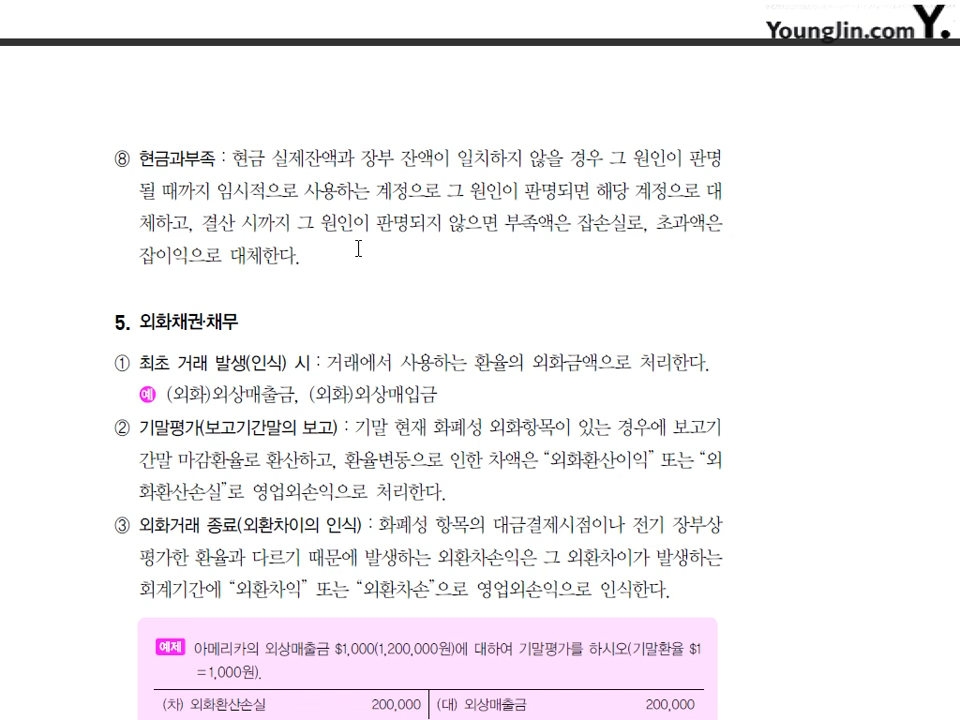 YoungJin.com Y.
⑧ 현금과부족 : 현금 실제잔액과 장부 잔액이 일치하지 않을 경우 그 원인이 판명
될 때까지 임시적으로 사용하는 계정으로 그 원인이 판명되면 해당 계정으로 대
체하고, 결산 시까지 그 원인이 판명되지 않으면 부족액은 잡손실로, 초과액은
잡이익으로 대체한다.
5. 외화채권·채무
① 최초 거래 발생(인식) 시 : 거래에서 사용하는 환율의 외화금액으로 처리한다.
예 (외화)외상매출금, (외화)외상매입금
② 기말평가(보고기간말의 보고) : 기말 현재 화폐성 외화항목이 있는 경우에 보고기
간말 마감환율로 환산하고, 환율변동으로 인한 차액은 “외화환산이익” 또는 “외
화환산손실”로 영업외손익으로 처리한다.
③ 외화거래 종료(외환차이의 인식) : 화폐성 항목의 대금결제시점이나 전기 장부상
평가한 환율과 다르기 때문에 발생하는 외환차손익은 그 외환차이가 발생하는
회계기간에 “외환차익” 또는 “외환차손”으로 영업외손익으로 인식한다.
예제 아메리카의 외상매출금 $1,000(1,200,000원)에 대하여 기말평가를 하시오(기말환율 $1
=1,000원).
(차) 외화환산손실 200,000 (대) 외상매출금 200,000